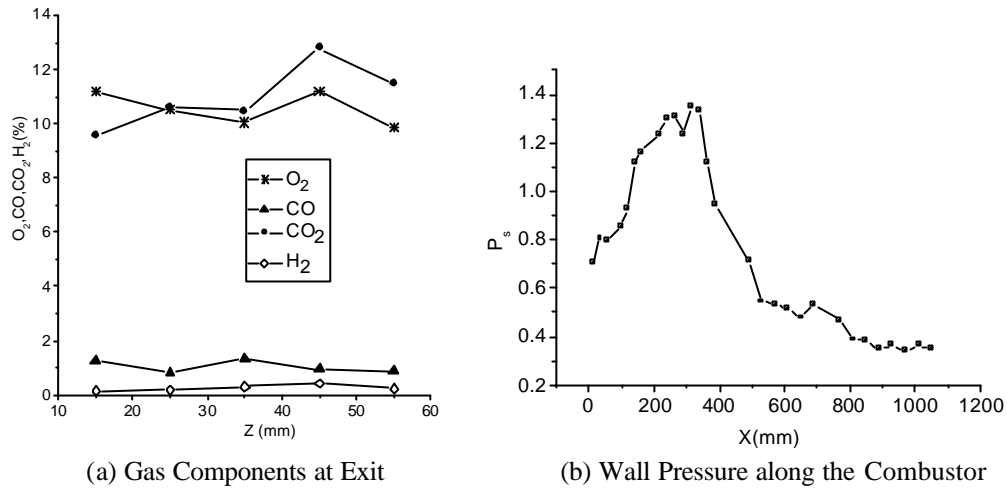 14
12
10
8
6
4
2
0
O2,CO,CO2,H2(%)
O2
CO
CO2
H2
10 20 30 40 50 60
Z (mm)
(a) Gas Components at Exit
1.4
1.2
1.0
0.8
0.6
0.4
0.2
Ps
0 200 400 600 800 1000 1200
X(mm)
(b) Wall Pressure along the Combustor